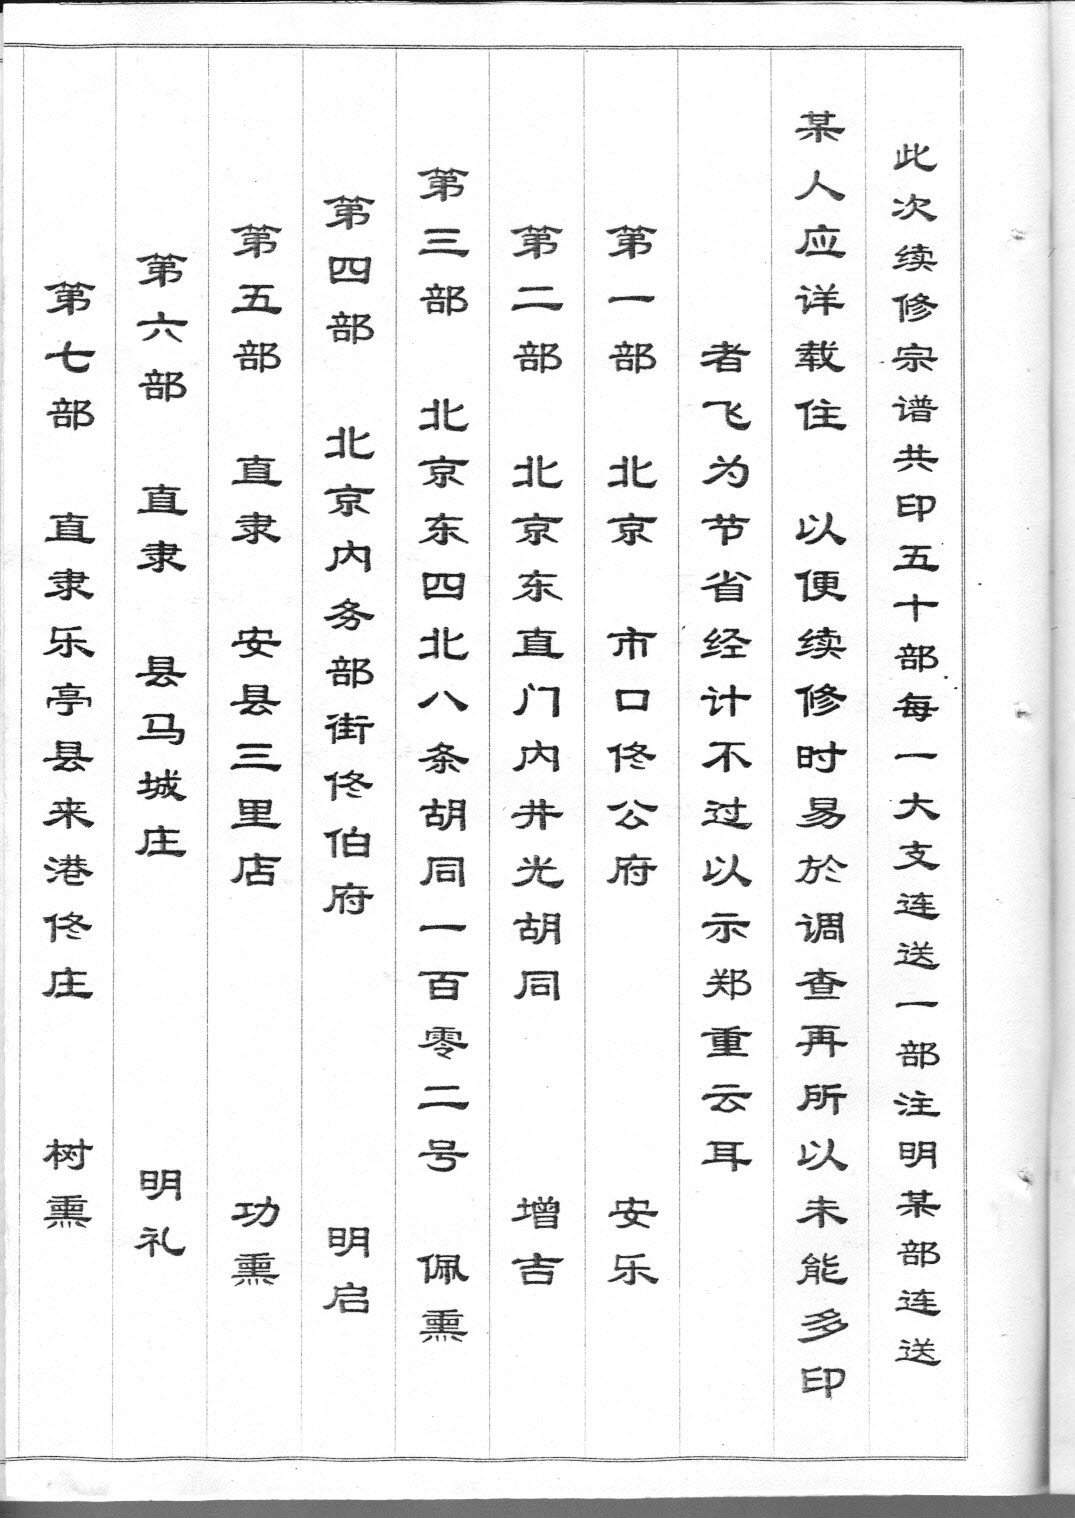 此次续修宗谱共印五十部每一大支连送一部注明某部连送
某人应详载住　以便续修时易於调查再所以未能多印
者飞为节省经计不过以示郑重云耳
第一部　北京　市口佟公府　安乐
第二部　北京东直门内井光胡同　增吉
第三部　北京东四北八条胡同一百零二号　佩熏
第四部　北京内务部街佟伯府　明启
第五部　直隶　安县三里店　功熏
第六部　直隶　县马城庄　明礼
第七部　直隶乐亭县来港佟庄　树熏